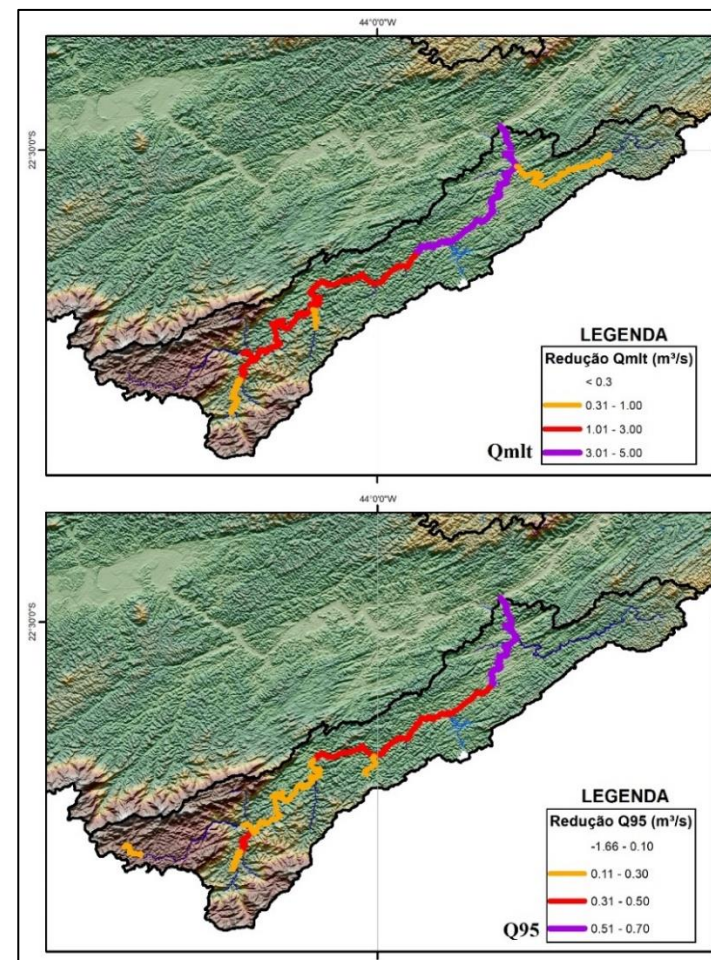 44°0'0"W
22°30'0"S
LEGENDA
Redução Qmlt (m³/s)
< 0.3
0.31 - 1.00
1.01 - 3.00
3.01 - 5.00
Qmlt
44°0'0"W
22°30'0"S
LEGENDA
Redução Q95 (m³/s)
-1.66 - 0.10
0.11 - 0.30
0.31 - 0.50
0.51 - 0.70
Q95